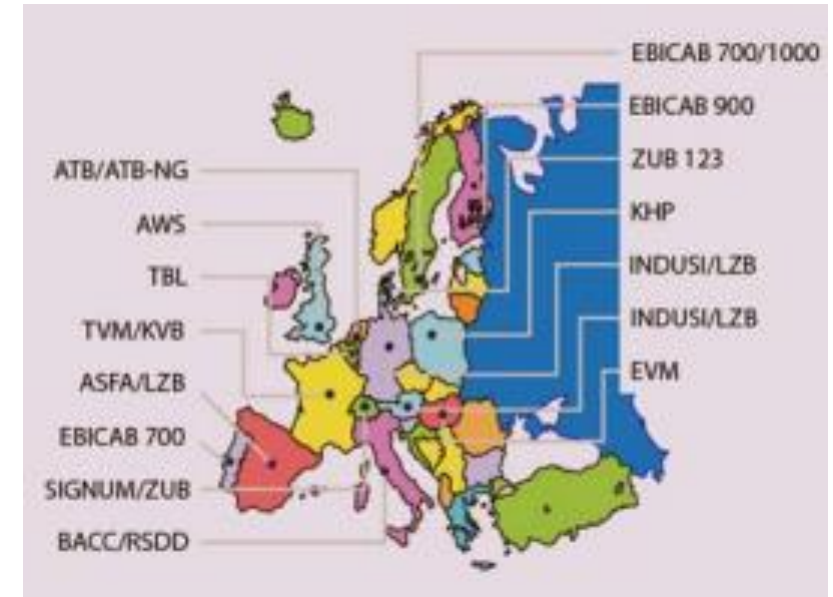 ATB/ATB-NG
AWS
TBL
TVM/KVB
ASFA/LZB
EBICAB 700
SIGNUM/ZUB
BACC/RSDD
EBICAB 700/1000
EBICAB 900
ZUB 123
KHP
INDUSI/LZB
INDUSI/LZB
EVM